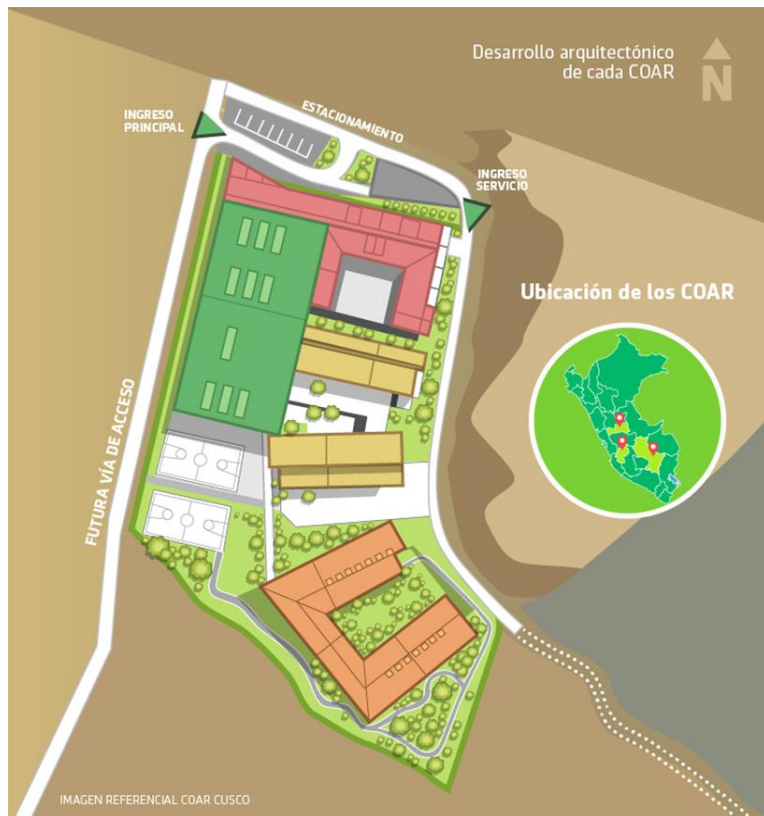 Desarrollo arquitectónico
de cada COAR
N
ESTACIONAMIENTO
INGRESO
PRINCIPAL
INGRESO
SERVICIO
Ubicación de los COAR
FUTURA VÍA DE ACCESO
IMAGEN REFERENCIAL COAR CUSCO